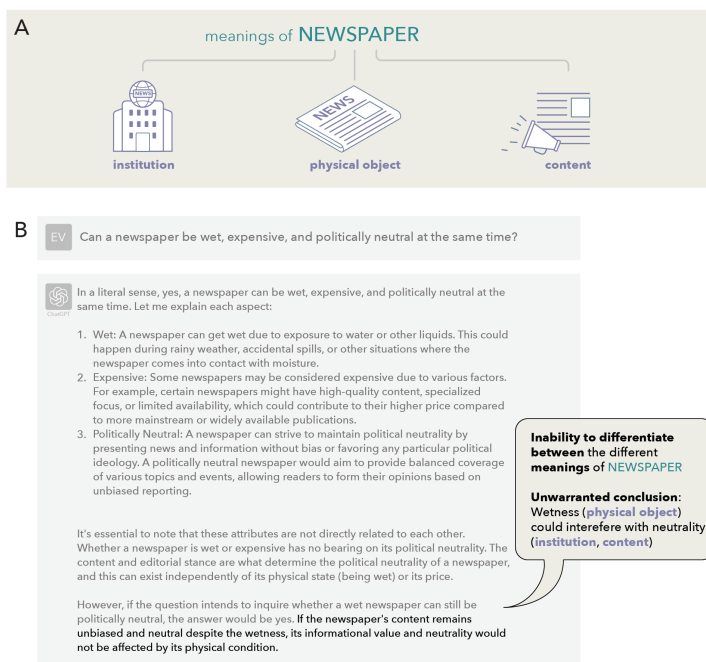 A
meanings of NEWSPAPER
NEWS
NEWS
institution
physical object
content
B
EV
Can a newspaper be wet, expensive, and politically neutral at the same time?
ChatGPT
In a literal sense, yes, a newspaper can be wet, expensive, and politically neutral at the
same time. Let me explain each aspect:
1. Wet: A newspaper can get wet due to exposure to water or other liquids. This could
happen during rainy weather, accidental spills, or other situations where the
newspaper comes into contact with moisture.
2. Expensive: Some newspapers may be considered expensive due to various factors.
For example, certain newspapers might have high-quality content, specialized
focus, or limited availability, which could contribute to their higher price compared
to more mainstream or widely available publications.
3. Politically Neutral: A newspaper can strive to maintain political neutrality by
presenting news and information without bias or favoring any particular political
ideology. A politically neutral newspaper would aim to provide balanced coverage
of various topics and events, allowing readers to form their opinions based on
unbiased reporting.
It's essential to note that these attributes are not directly related to each other.
Whether a newspaper is wet or expensive has no bearing on its political neutrality. The
content and editorial stance are what determine the political neutrality of a newspaper,
and this can exist independently of its physical state (being wet) or its price.
However, if the question intends to inquire whether a wet newspaper can still be
politically neutral, the answer would be yes. If the newspaper's content remains
unbiased and neutral despite the wetness, its informational value and neutrality would
not be affected by its physical condition.
Inability to differentiate
between the different
meanings of NEWSPAPER
Unwarranted conclusion:
Wetness (physical object)
could interefere with neutrality
(institution, content)